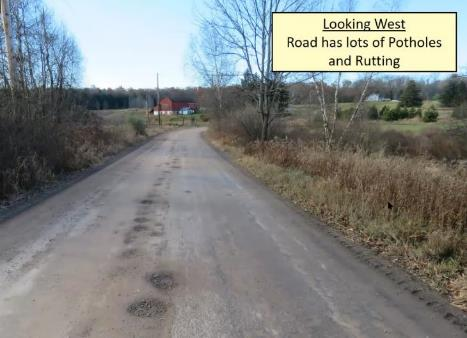 Looking West
Road has lots of Potholes
and Rutting